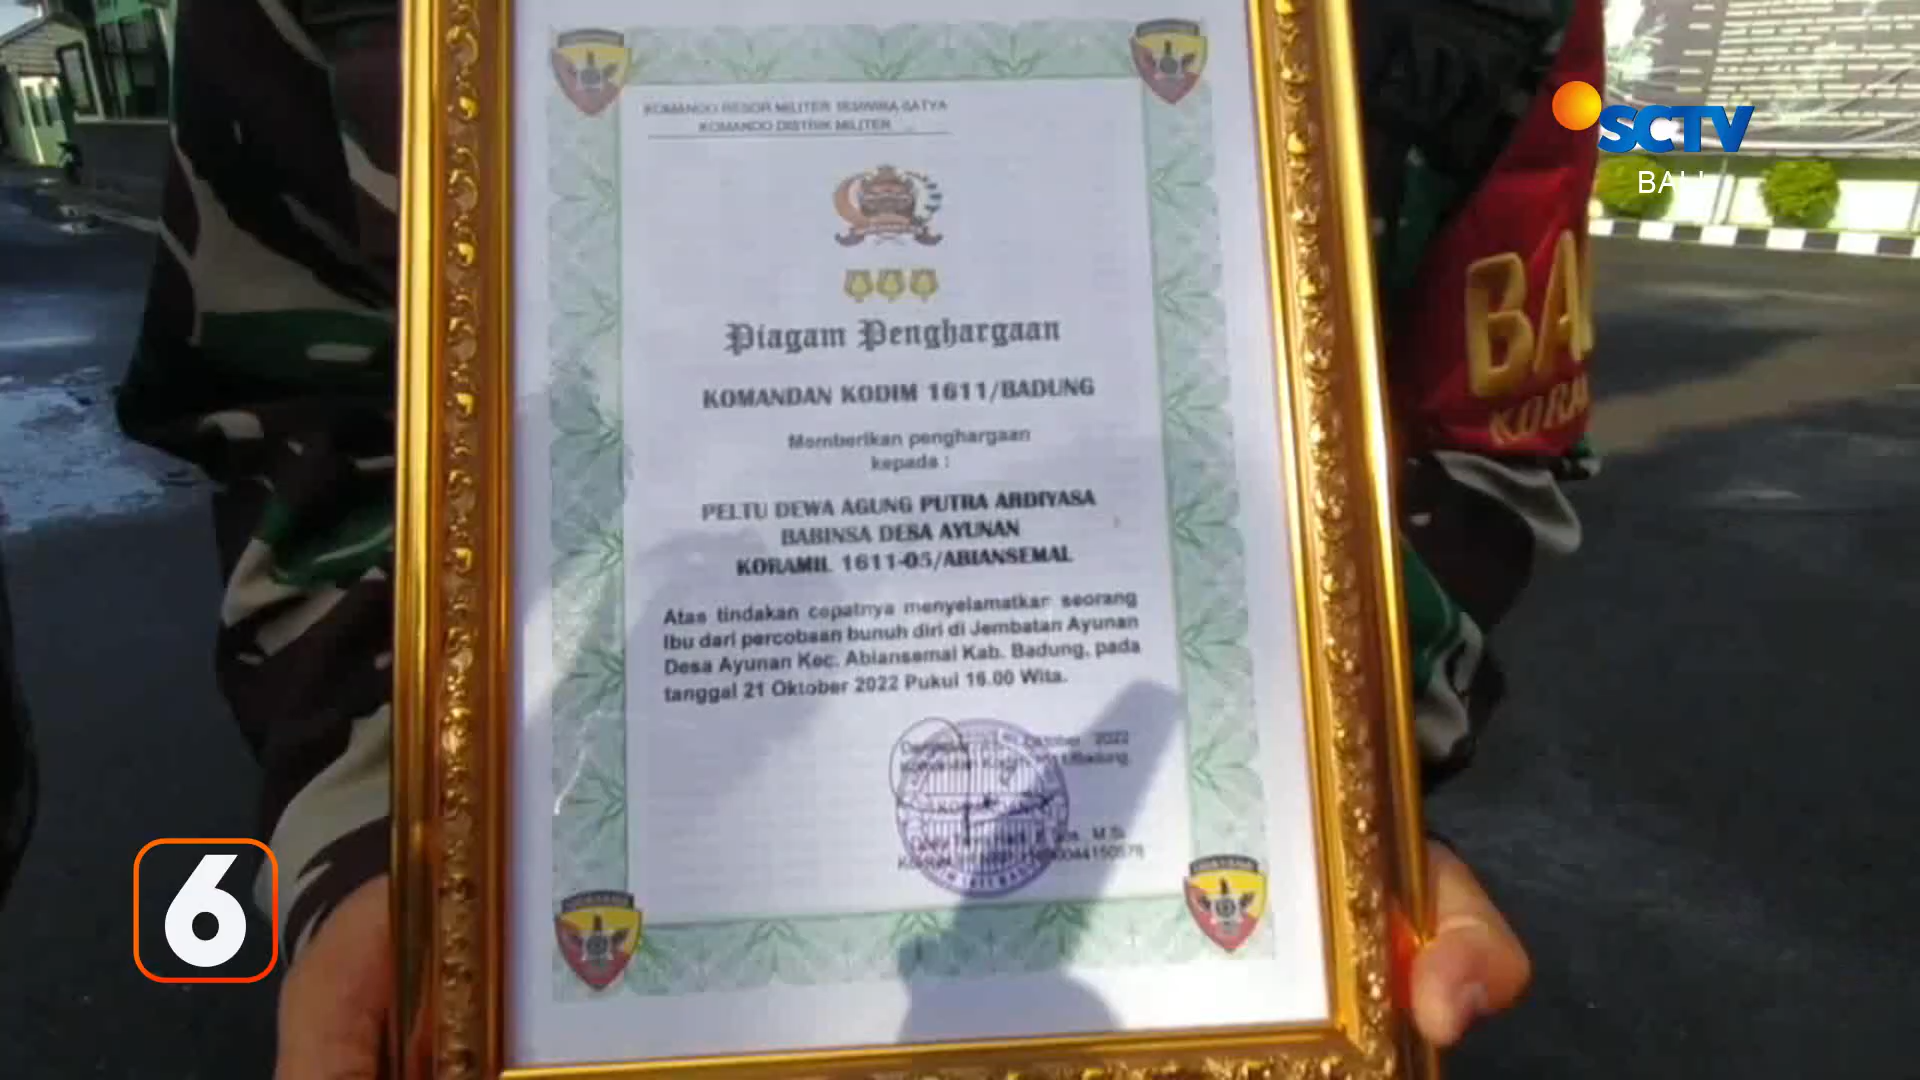 SCTV
KOMANDO RESOR MILITER 163/WIRA SATYA
KOMANDO DISTRIK MILITER
Piagam Penghargaan
KOMANDAN KODIM 1611/BADUNG
Memberikan penghargaan
kepada :
PELTU DEWA AGUNG PUTRA ARDIYASA
BABINSA DESA AYUNAN
KORAMIL 1611-05/ABIANSEMAL
Atas tindakan cepatnya menyelamatkan seorang
Ibu dari percobaan bunuh diri di Jembatan Ayunan
Desa Ayunan Kec. Abiansemal Kab. Badung, pada
tanggal 21 Oktober 2022 Pukul 16.00 Wita.
Oktober 2022
Badung,
M.Si
BA
KORA
6